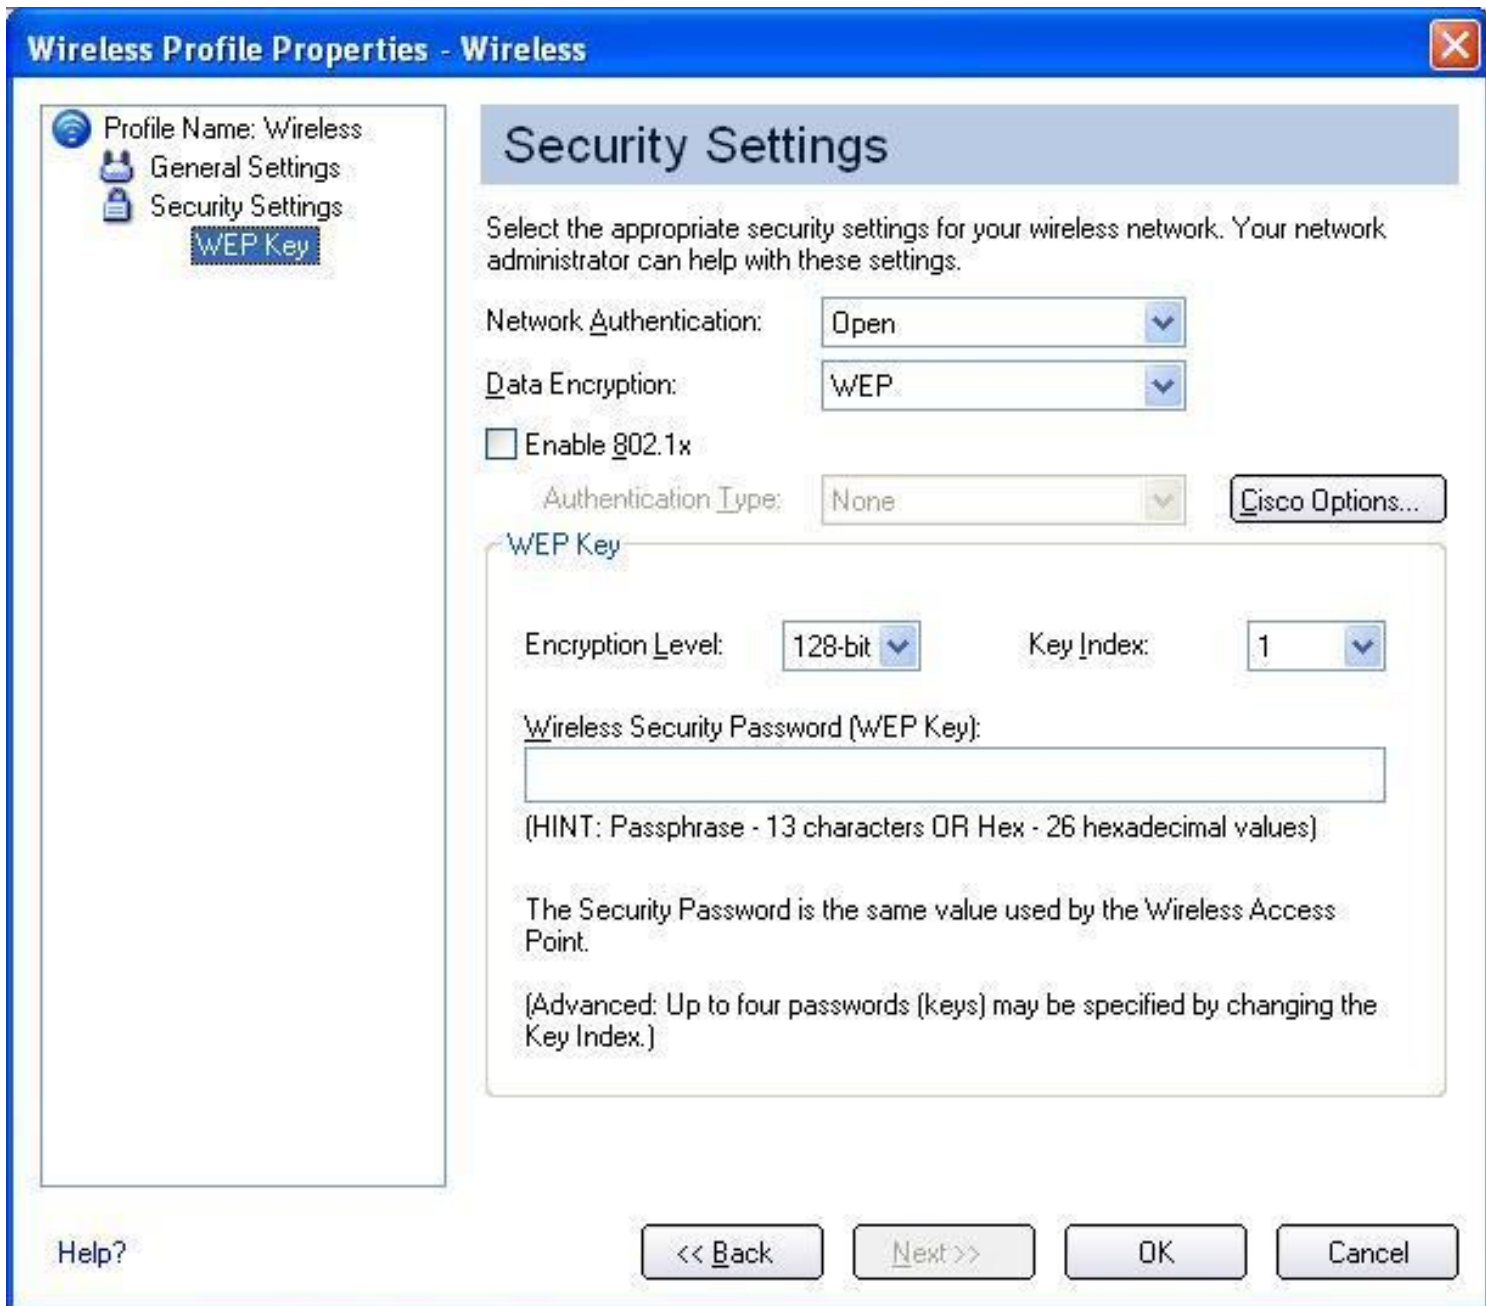 Wireless Profile Properties - Wireless
Profile Name: Wireless
General Settings
Security Settings
WEP Key
Security Settings
Select the appropriate security settings for your wireless network. Your network
administrator can help with these settings.
Network Authentication:
Open
Data Encryption:
WEP
Enable 802.1x
Authentication Type:
None
Cisco Options...
WEP Key
Encryption Level:
128-bit
Key Index:
1
Wireless Security Password (WEP Key):
(HINT: Passphrase - 13 characters OR Hex - 26 hexadecimal values)
The Security Password is the same value used by the Wireless Access
Point.
(Advanced: Up to four passwords (keys) may be specified by changing the
Key Index.)
Help?
<< Back
Next >>
OK
Cancel